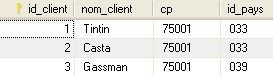 id_client nom_client cp id_pays
1 Tintin 75001 033
2 Casta 75001 033
3 Gassman 75001 039